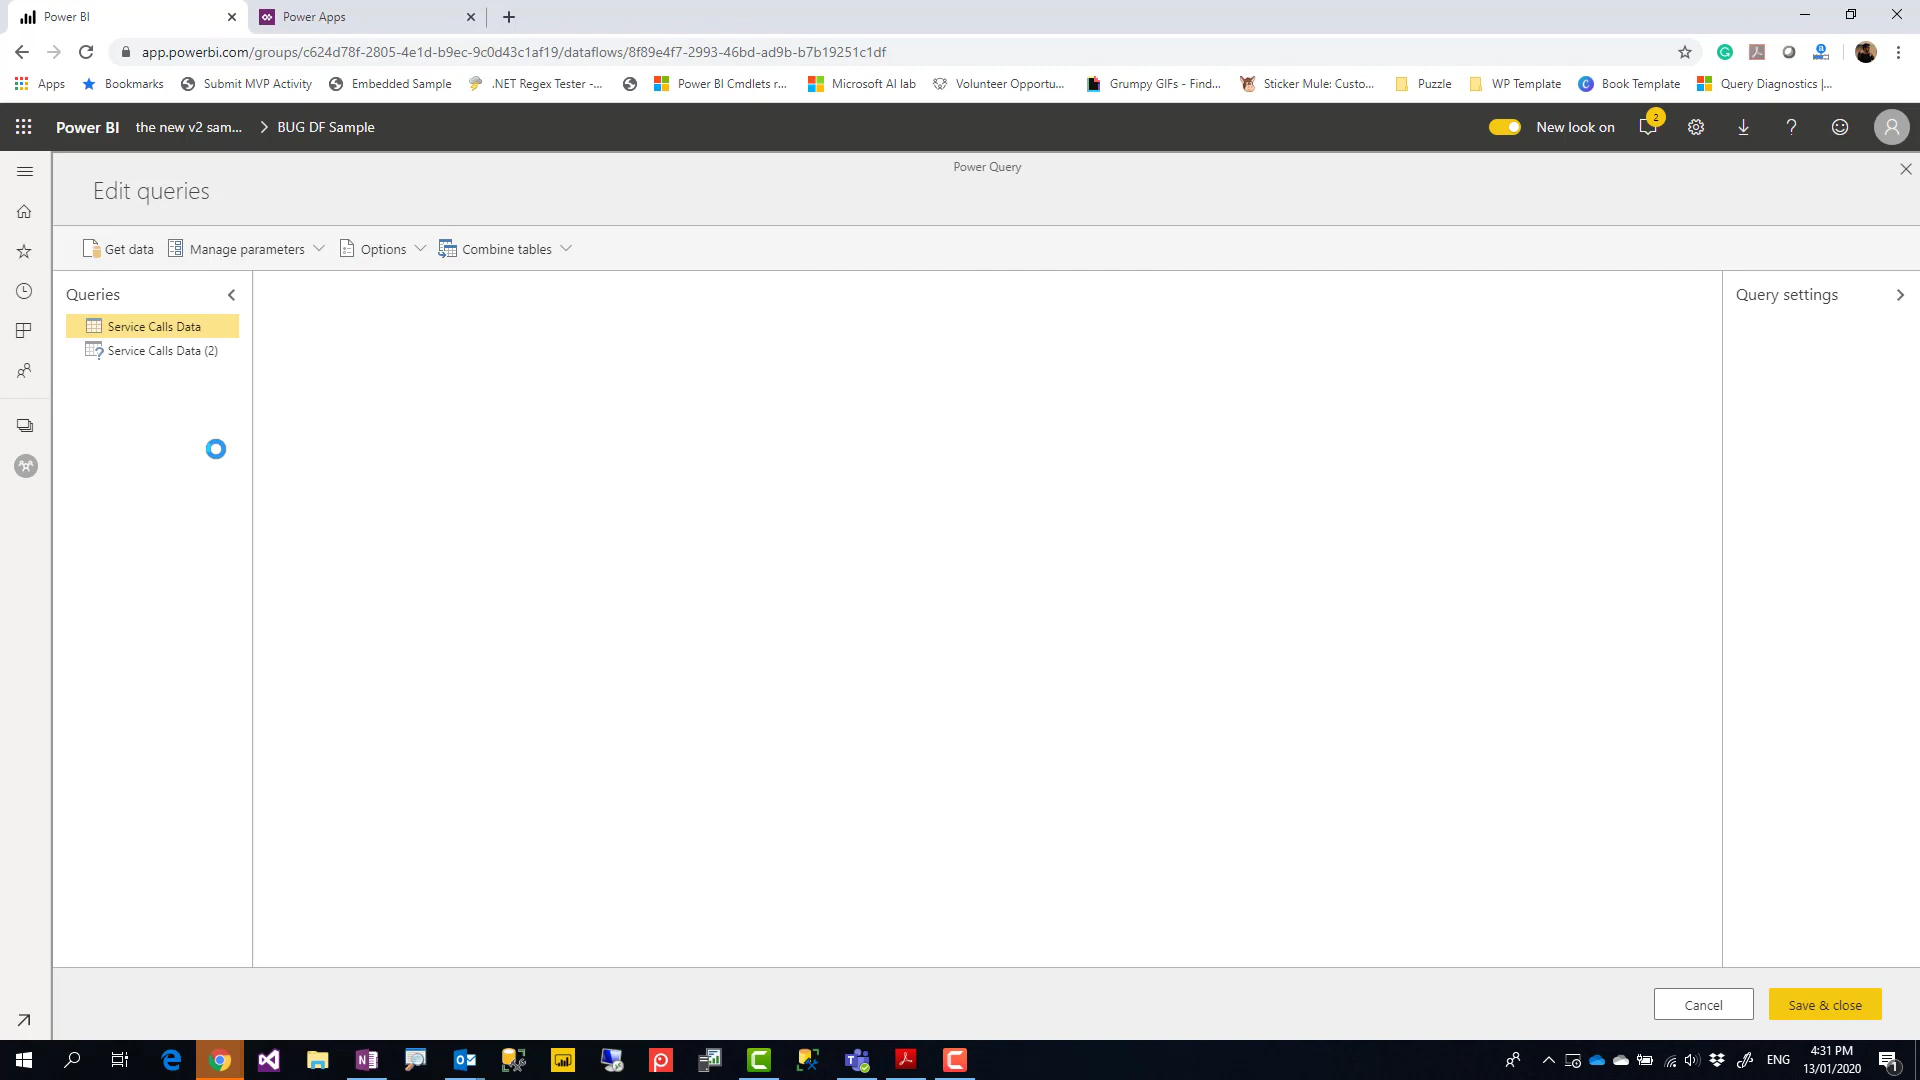 Power BI
Power Apps
app.powerbi.com/groups/c624d78f-2805-4e1d-b9ec-9c0d43c1af19/dataflows/8f89e4f7-2993-46bd-ad9b-b7b19251c1df
Apps
Bookmarks
Submit MVP Activity
Embedded Sample
.NET Regex Tester -...
Power BI Cmdlets r...
Microsoft AI lab
Volunteer Opportu...
Grumpy GIFs - Find...
Sticker Mule: Custo...
Puzzle
WP Template
Book Template
Query Diagnostics |...
Power BI
the new v2 sam...
BUG DF Sample
New look on
2
Power Query
Edit queries
Get data
Manage parameters
Options
Combine tables
Queries
Service Calls Data
Service Calls Data (2)
Query settings
Cancel
Save & close
ENG
4:31 PM
13/01/2020
1